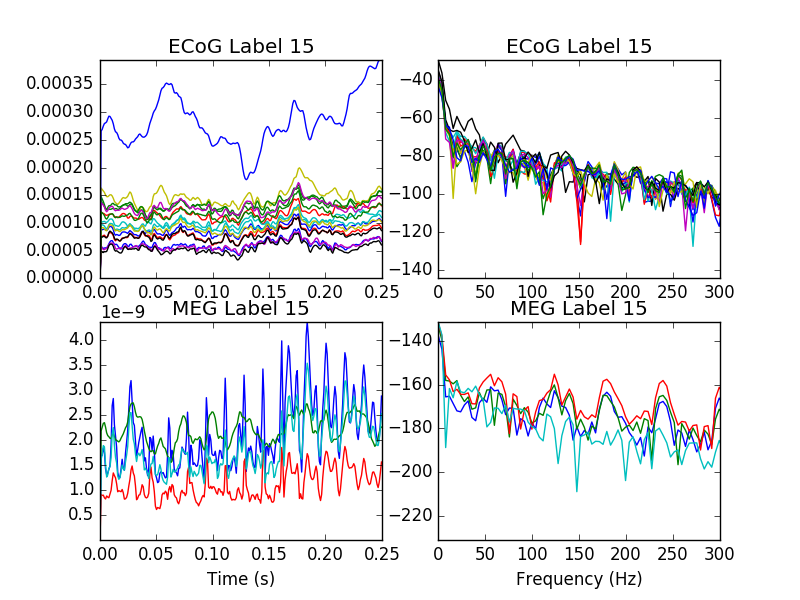 ECoG Label 15
0.00035
0.00030
0.00025
0.00020
0.00015
0.00010
0.00005
0.00000
0.00 0.05 0.10 0.15 0.20 0.25
ECoG Label 15
−40
−60
−80
−100
−120
−140
0 50 100 150 200 250 300
MEG Label 15
1e−9
4.0
3.5
3.0
2.5
2.0
1.5
1.0
0.5
0.00 0.05 0.10 0.15 0.20 0.25
Time (s)
MEG Label 15
−140
−160
−180
−200
−220
0 50 100 150 200 250 300
Frequency (Hz)